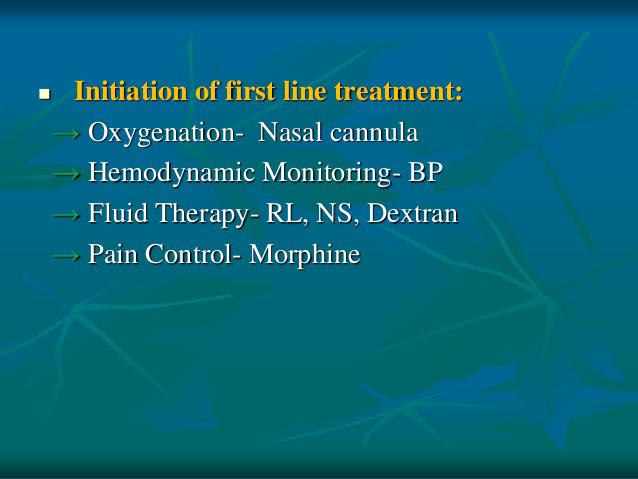 Initiation of first line treatment:
→ Oxygenation- Nasal cannula
→ Hemodynamic Monitoring- BP
→ Fluid Therapy- RL, NS, Dextran
→ Pain Control- Morphine